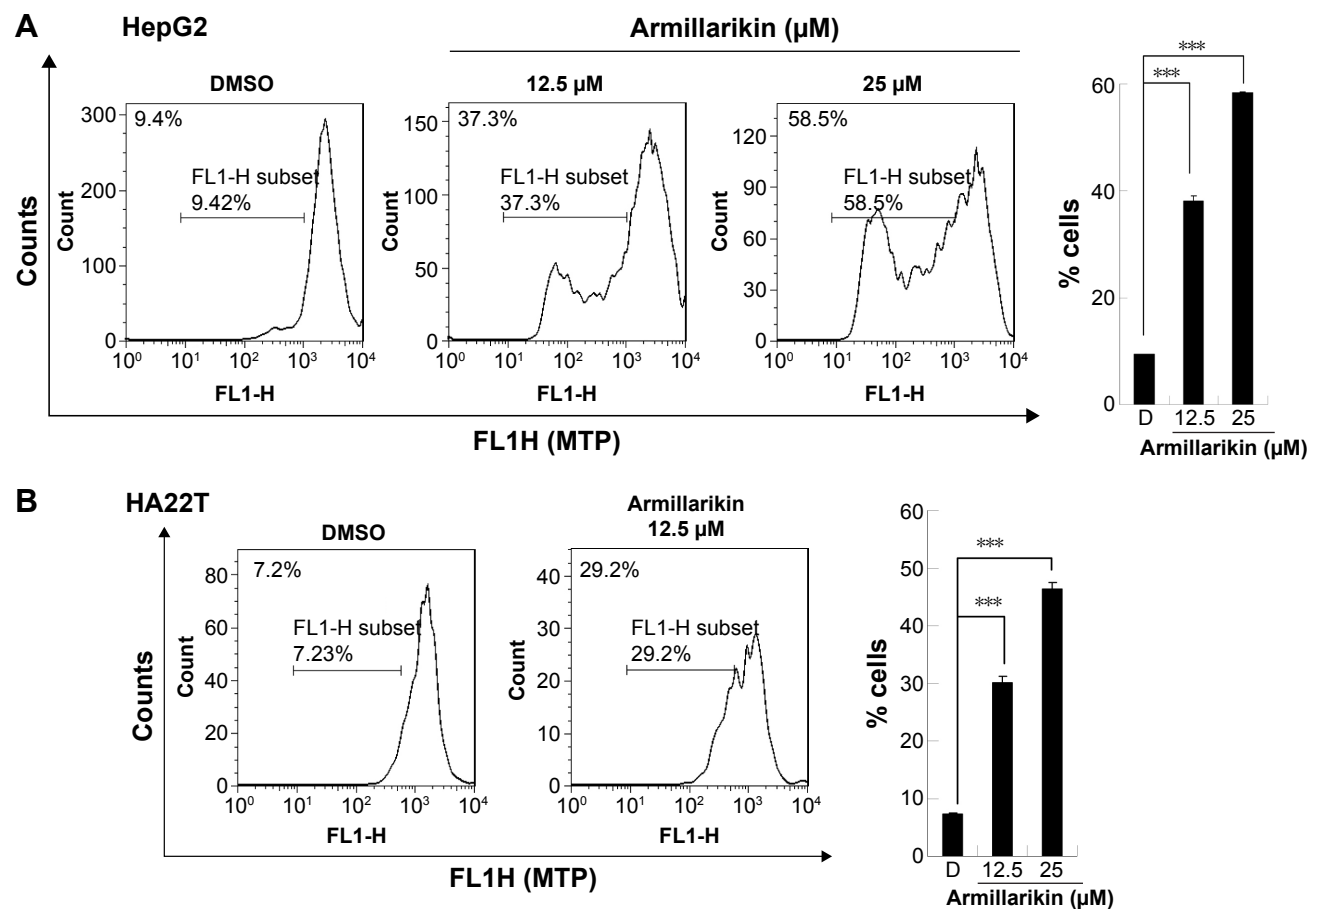 A
HepG2
Armillarikin (µM)
DMSO
12.5 µM
25 µM
Counts
Count
300
200
100
0
9.4%
FL1-H subset
9.42%
10⁰ 10¹ 10² 10³ 10⁴
FL1-H
Count
150
100
50
0
37.3%
FL1-H subset
37.3%
10⁰ 10¹ 10² 10³ 10⁴
FL1-H
Count
120
90
60
30
0
58.5%
FL1-H subset
58.5%
10⁰ 10¹ 10² 10³ 10⁴
FL1-H
FL1H (MTP)
% cells
60
40
20
0
***
***
D 12.5 25
Armillarikin (µM)
B
HA22T
DMSO
Armillarikin
12.5 µM
Counts
Count
80
60
40
20
0
7.2%
FL1-H subset
7.23%
10⁰ 10¹ 10² 10³ 10⁴
FL1-H
Count
40
30
20
10
0
29.2%
FL1-H subset
29.2%
10⁰ 10¹ 10² 10³ 10⁴
FL1-H
FL1H (MTP)
% cells
60
50
40
30
20
10
0
***
***
D 12.5 25
Armillarikin (µM)